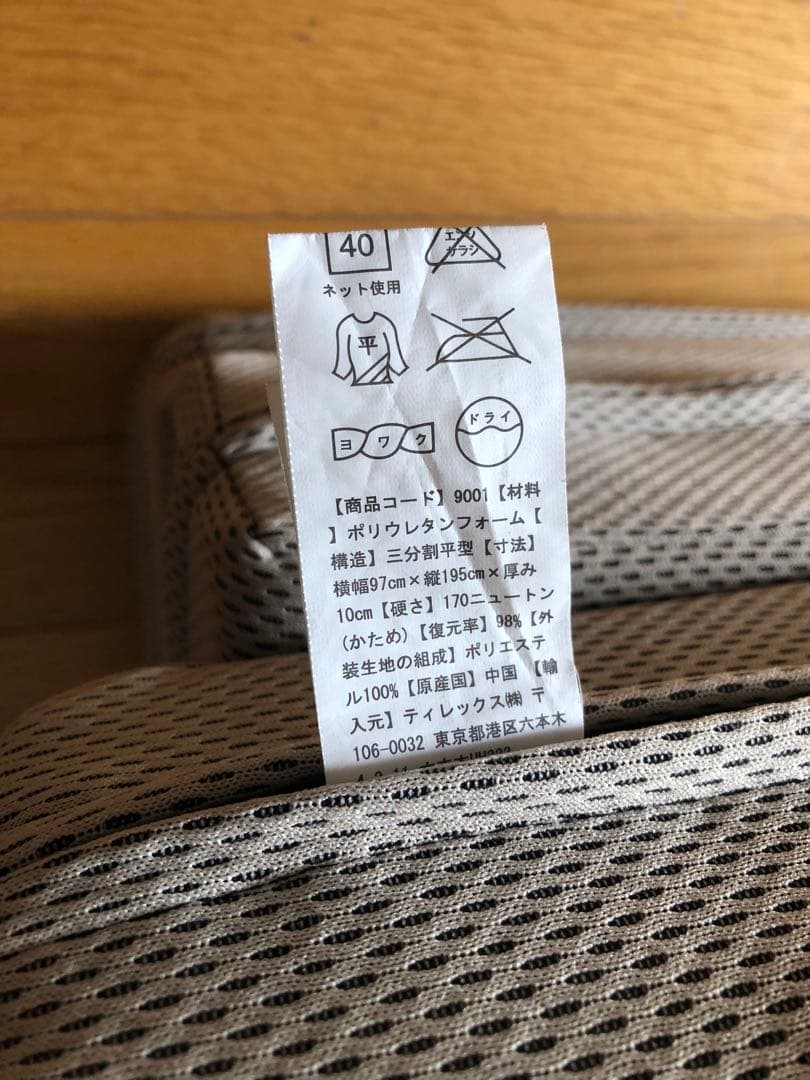 40
エンソ
サラシ
ネット使用
平
ヨ ワ ク
ドライ
【商品コード】9001【材料
】ポリウレタンフォーム【
構造】三分割平型【寸法】
横幅97cm×縦195cm×厚み
10cm【硬さ】170ニュートン
(かため)【復元率】98%【外
装生地の組成】ポリエステ
ル100%【原産国】中国 【輸
入元】ティレックス㈱ 〒
106-0032 東京都港区六本木